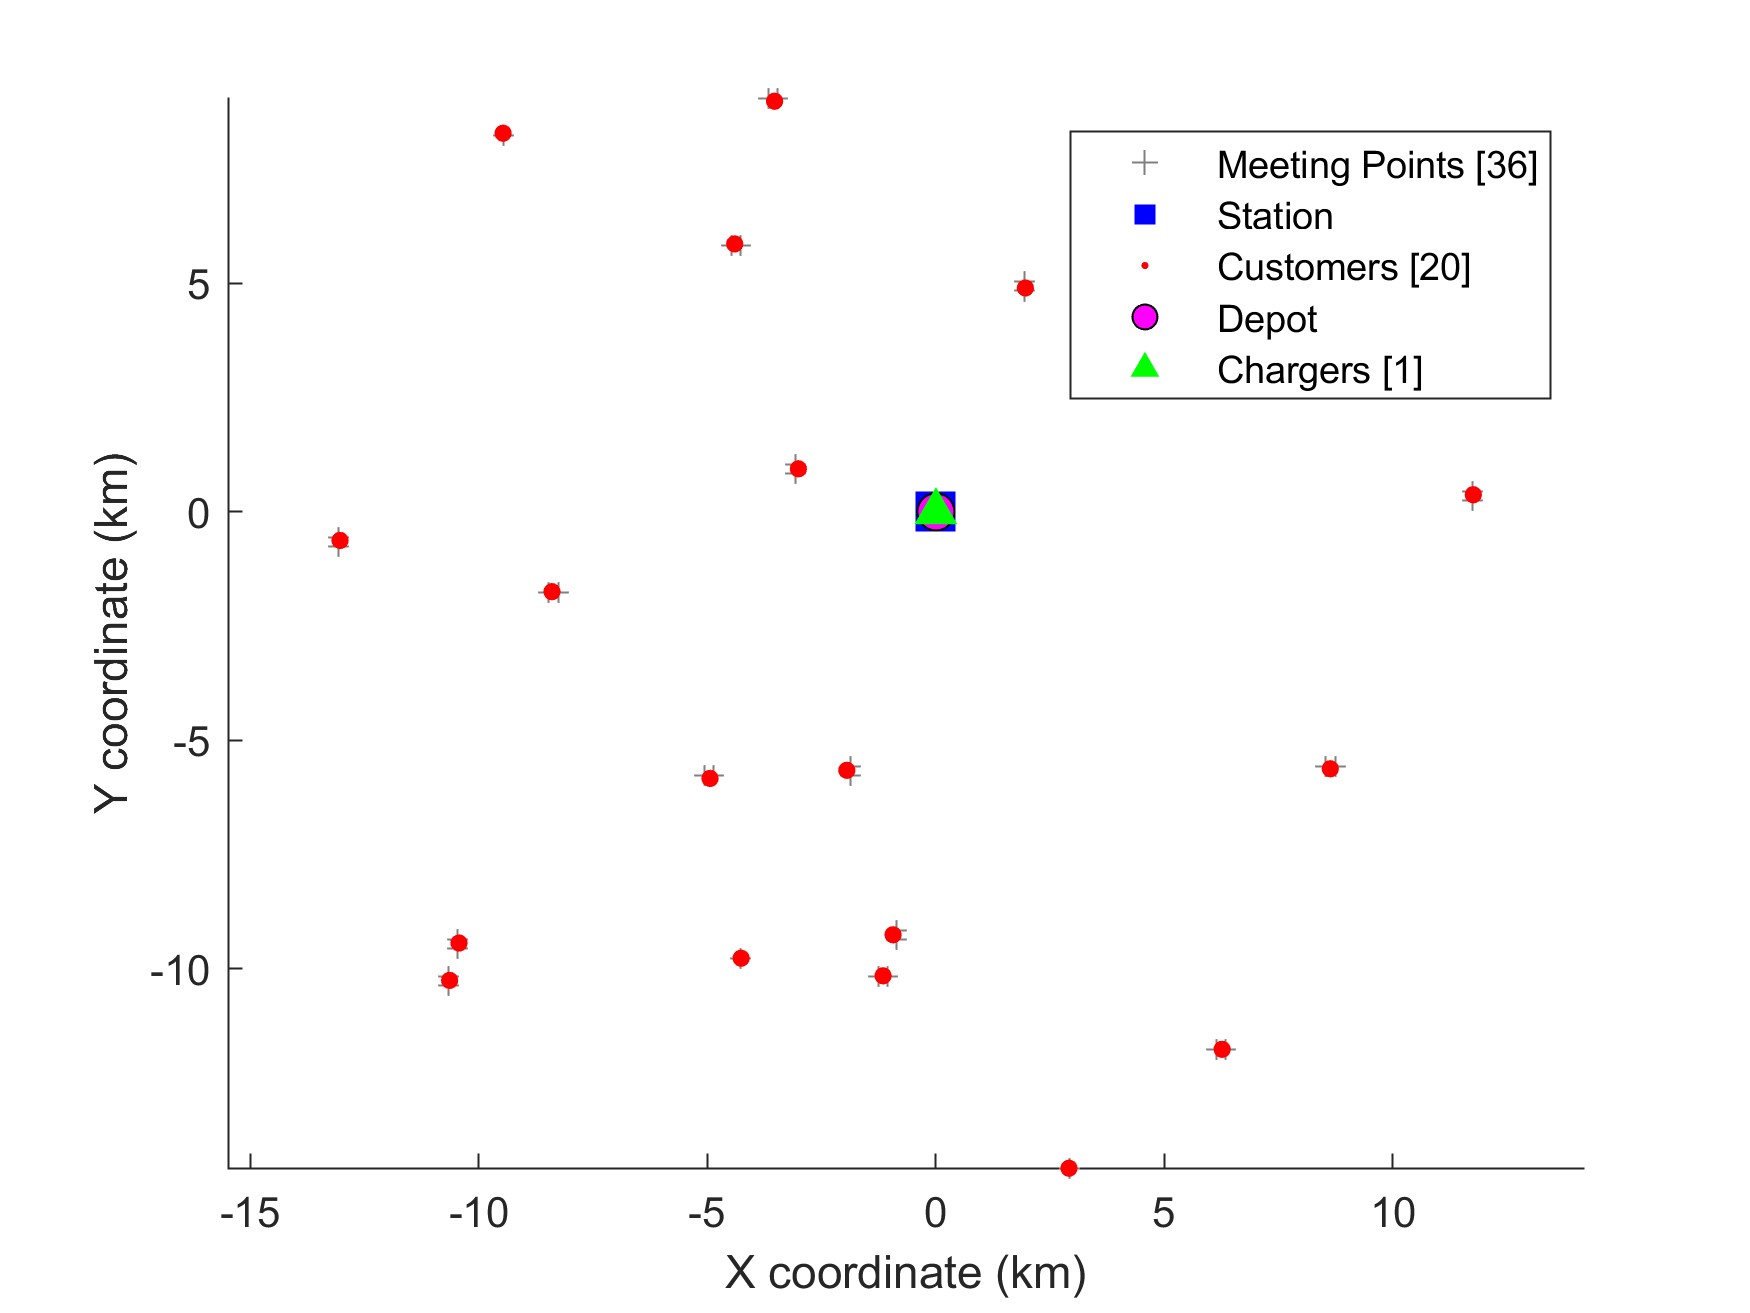 Meeting Points [36]
Station
Customers [20]
Depot
Chargers [1]
5
0
-5
-10
Y coordinate (km)
-15
-10
-5
0
5
10
X coordinate (km)